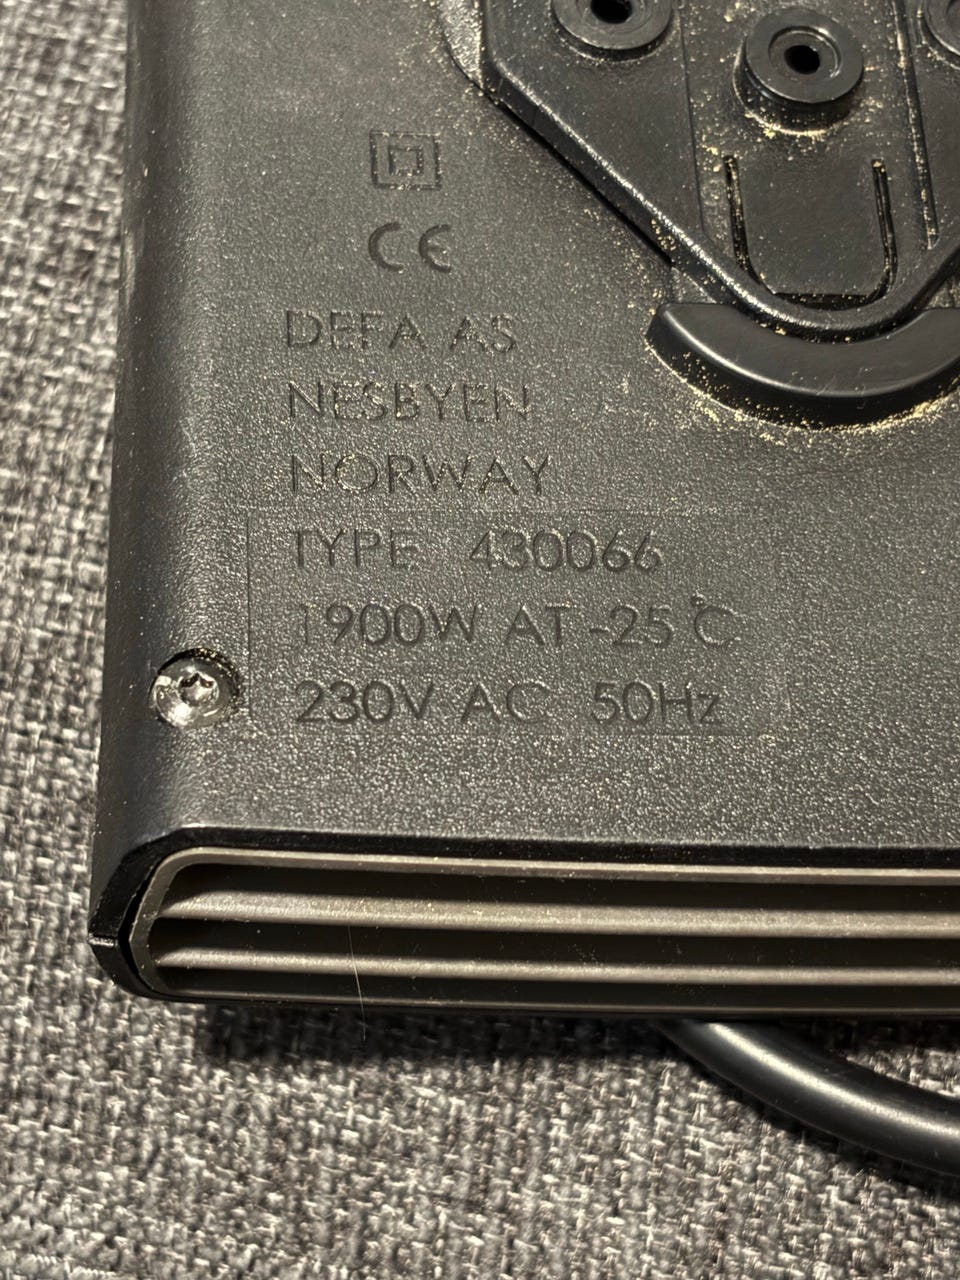 CE
DEFA AS
NESBYEN
NORWAY
TYPE 430066
1900W AT -25°C
230V AC 50Hz